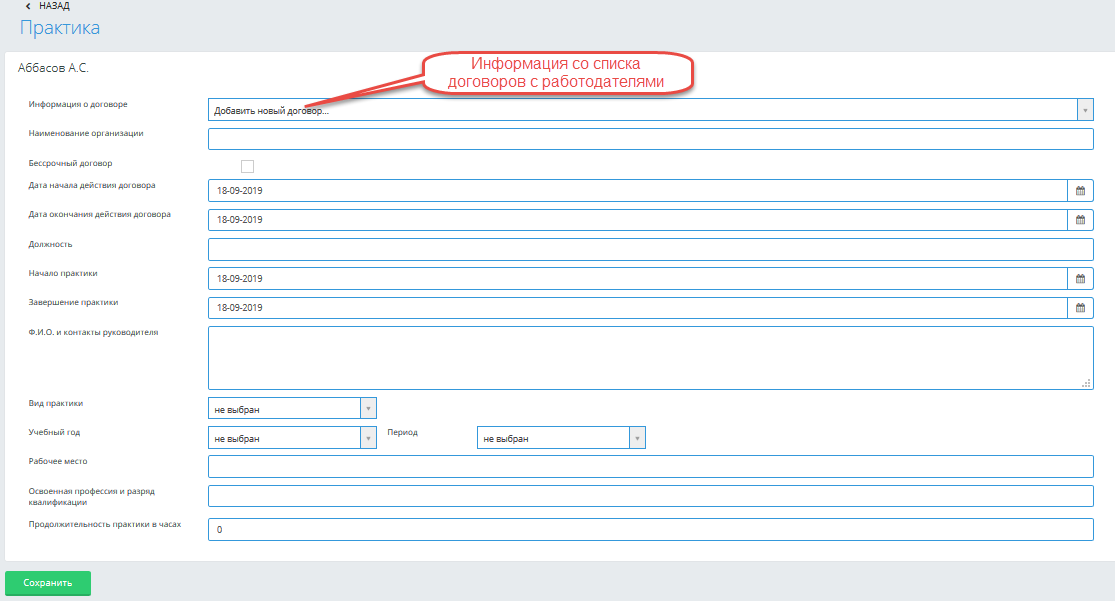 НАЗАД
Практика
Аббасов А.С.
Информация со списка
договоров с работодателями
Информация о договоре
Добавить новый договор...
Наименование организации
Бессрочный договор
Дата начала действия договора
18-09-2019
Дата окончания действия договора
18-09-2019
Должность
Начало практики
18-09-2019
Завершение практики
18-09-2019
Ф.И.О. и контакты руководителя
Вид практики
не выбран
Учебный год
не выбран
Период
не выбран
Рабочее место
Освоенная профессия и разряд
квалификации
Продолжительность практики в часах
0
Сохранить